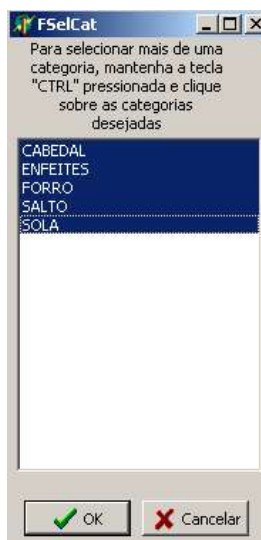 FSelCat
Para selecionar mais de uma
categoria, mantenha a tecla
"CTRL" pressionada e clique
sobre as categorias
desejadas
CABEDAL
ENFEITES
FORRO
SALTO
SOLA
OK
Cancelar